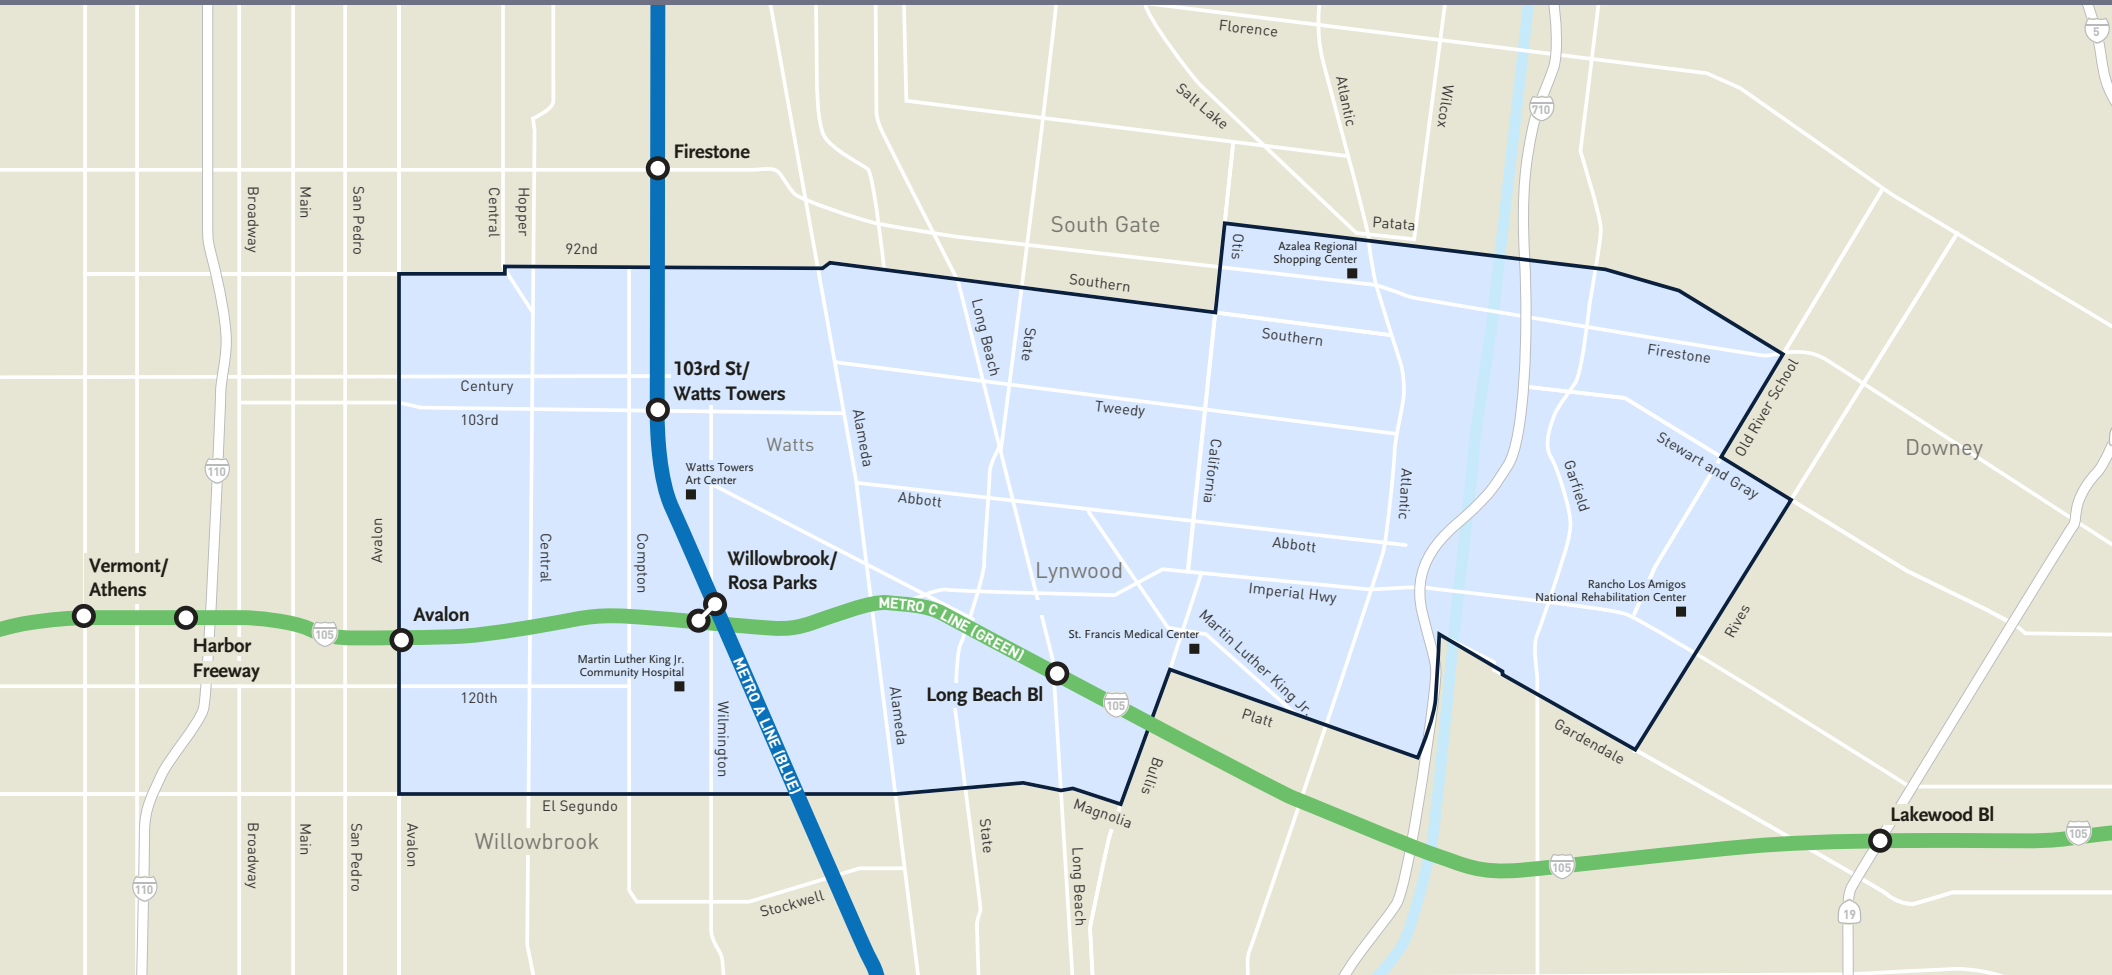 Florence
5
Salt Lake
Atlantic
Wilcox
710
Firestone
Broadway
Main
San Pedro
Central
Hopper
92nd
South Gate
Patata
Otis
Azalea Regional
Shopping Center
Southern
Long Beach
State
Southern
Firestone
Old River School
103rd St/
Watts Towers
Century
103rd
Tweedy
Alameda
Watts
California
Stewart and Gray
Downey
110
Watts Towers
Art Center
Abbott
Atlantic
Garfield
Avalon
Central
Compton
Abbott
Willowbrook/
Rosa Parks
Lynwood
Vermont/
Athens
Imperial Hwy
Rancho Los Amigos
National Rehabilitation Center
METRO C LINE (GREEN)
Avalon
105
Harbor
Freeway
St. Francis Medical Center
Martin Luther King Jr.
Rives
Martin Luther King Jr.
Community Hospital
METRO A LINE (BLUE)
Long Beach Bl
105
120th
Wilmington
Alameda
Platt
Gardendale
Bullis
El Segundo
Magnolia
Willowbrook
Broadway
Main
San Pedro
Avalon
State
Long Beach
Lakewood Bl
105
105
110
Stockwell
19